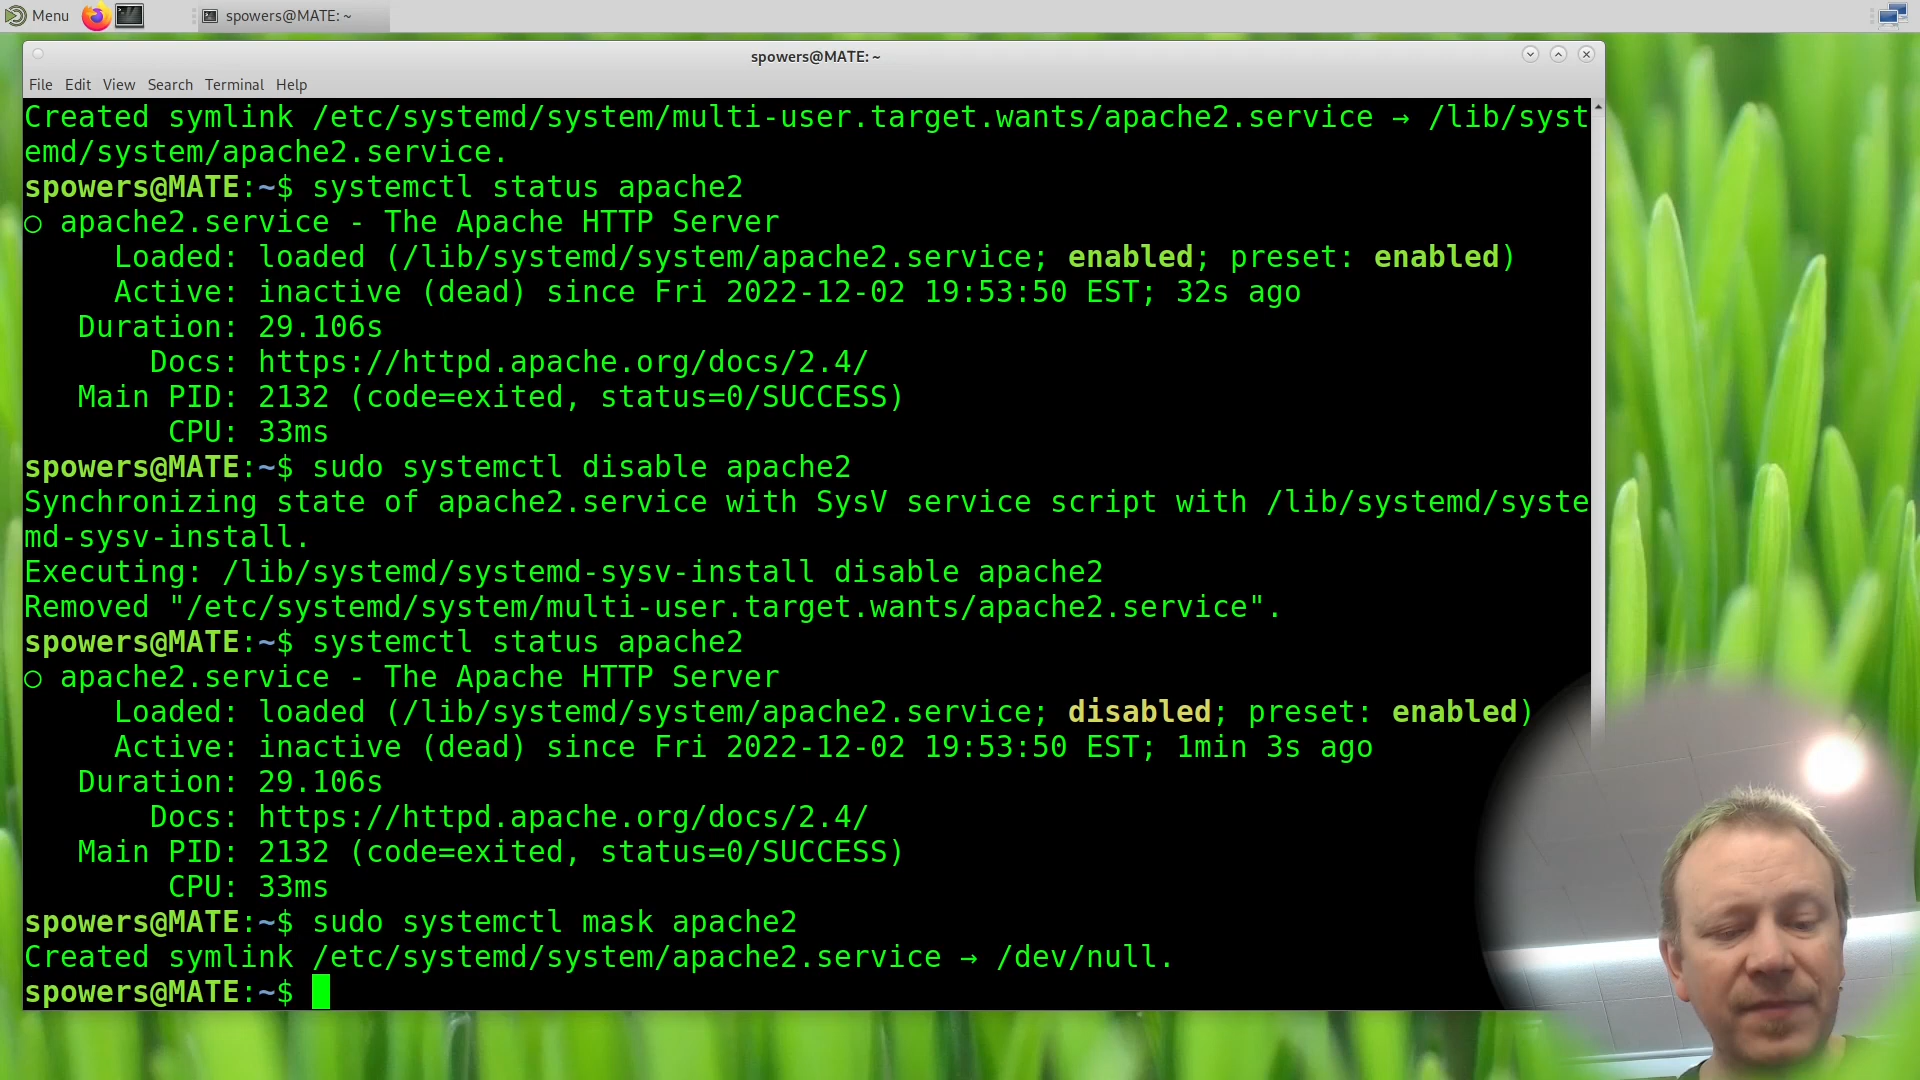 Menu
spowers@MATE: ~
spowers@MATE: ~
File Edit View Search Terminal Help
Created symlink /etc/systemd/system/multi-user.target.wants/apache2.service → /lib/syst
emd/system/apache2.service.
spowers@MATE:~$ systemctl status apache2
○ apache2.service - The Apache HTTP Server
Loaded: loaded (/lib/systemd/system/apache2.service; enabled; preset: enabled)
Active: inactive (dead) since Fri 2022-12-02 19:53:50 EST; 32s ago
Duration: 29.106s
Docs: https://httpd.apache.org/docs/2.4/
Main PID: 2132 (code=exited, status=0/SUCCESS)
CPU: 33ms
spowers@MATE:~$ sudo systemctl disable apache2
Synchronizing state of apache2.service with SysV service script with /lib/systemd/syste
md-sysv-install.
Executing: /lib/systemd/systemd-sysv-install disable apache2
Removed "/etc/systemd/system/multi-user.target.wants/apache2.service".
spowers@MATE:~$ systemctl status apache2
○ apache2.service - The Apache HTTP Server
Loaded: loaded (/lib/systemd/system/apache2.service; disabled; preset: enabled)
Active: inactive (dead) since Fri 2022-12-02 19:53:50 EST; 1min 3s ago
Duration: 29.106s
Docs: https://httpd.apache.org/docs/2.4/
Main PID: 2132 (code=exited, status=0/SUCCESS)
CPU: 33ms
spowers@MATE:~$ sudo systemctl mask apache2
Created symlink /etc/systemd/system/apache2.service → /dev/null.
spowers@MATE:~$